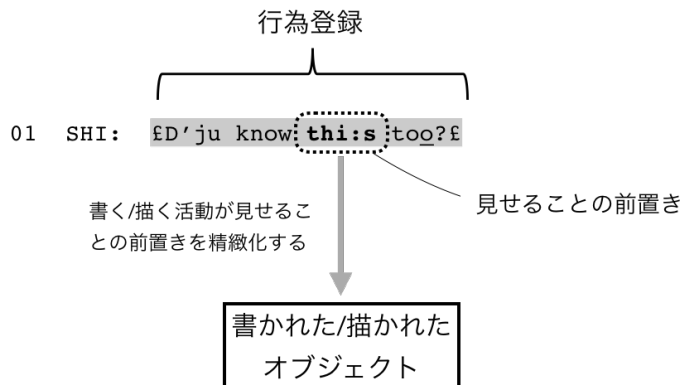 行為登録
01 SHI: £D'ju know thi:s too?£
見せることの前置き
書く/描く活動が見せるこ
との前置きを精緻化する
書かれた/描かれた
オブジェクト